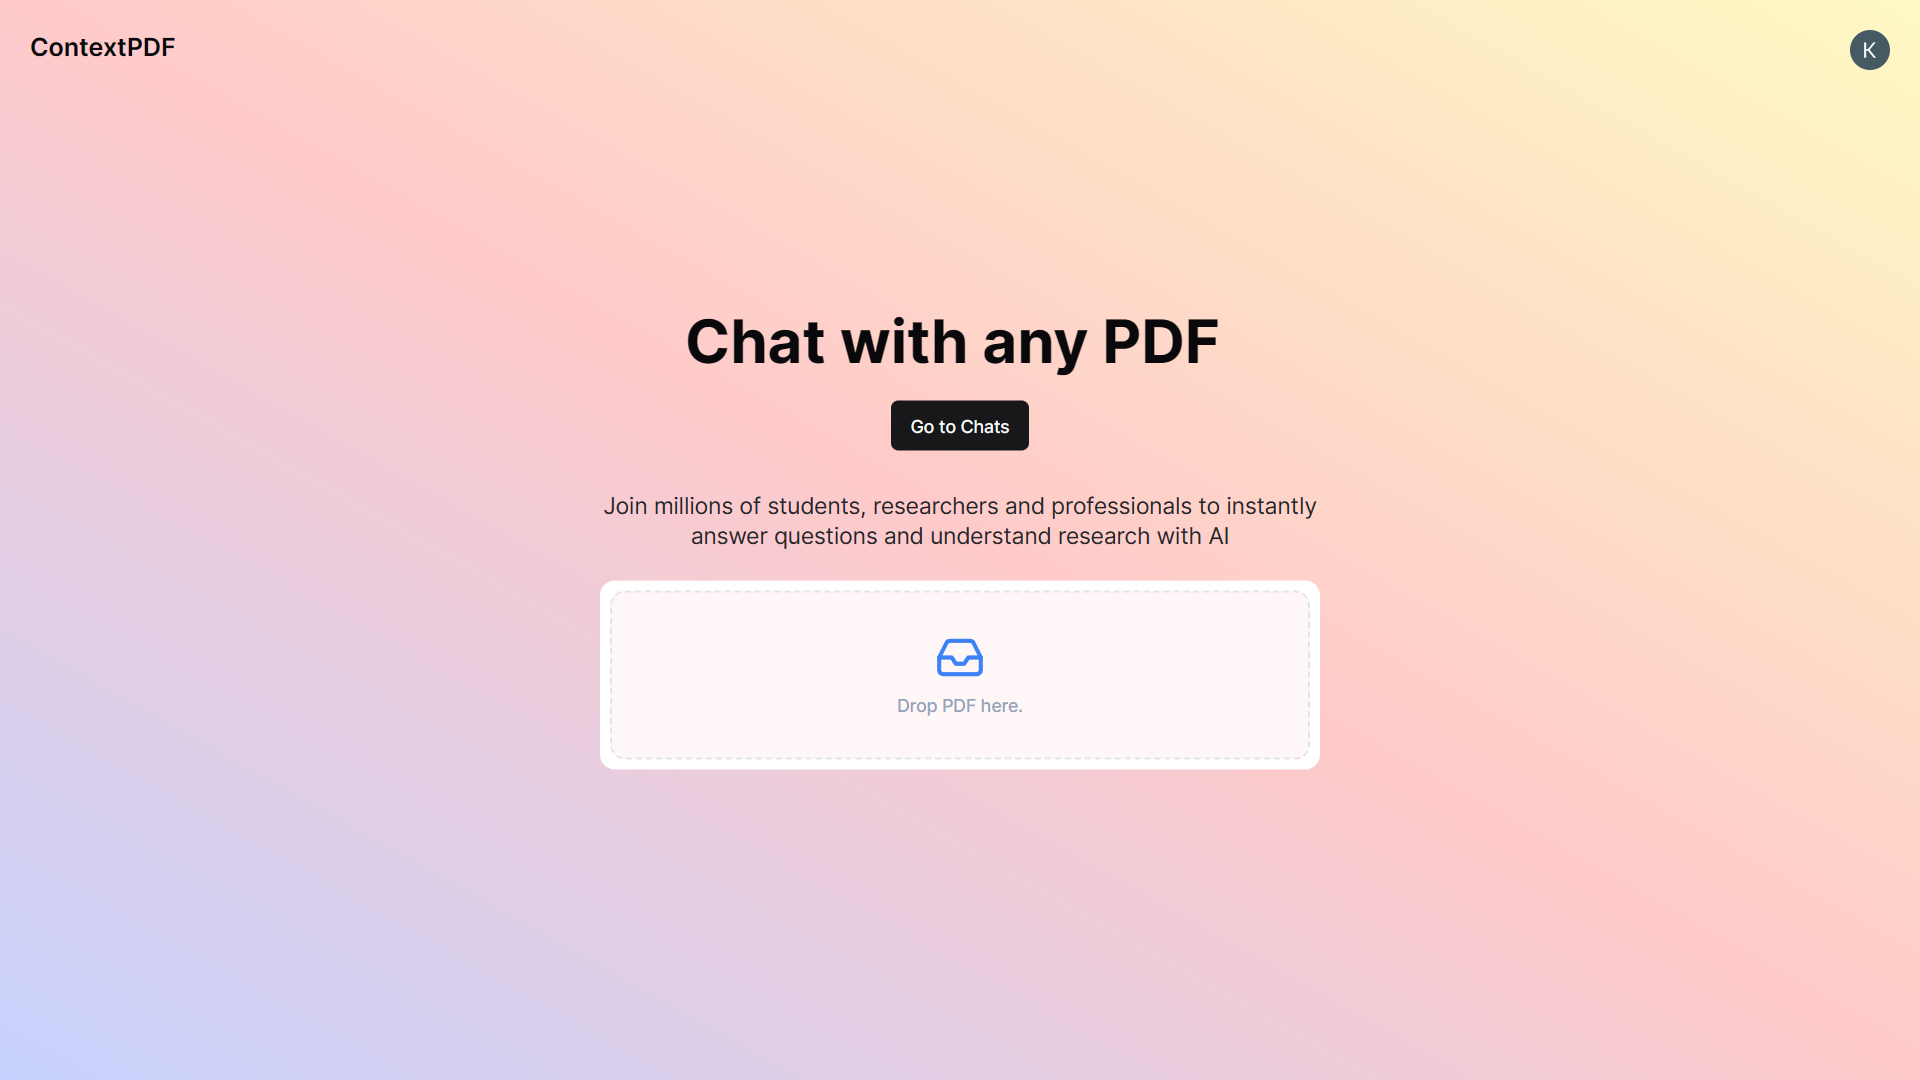 ContextPDF
K
Chat with any PDF
Go to Chats
Join millions of students, researchers and professionals to instantly
answer questions and understand research with AI
Drop PDF here.